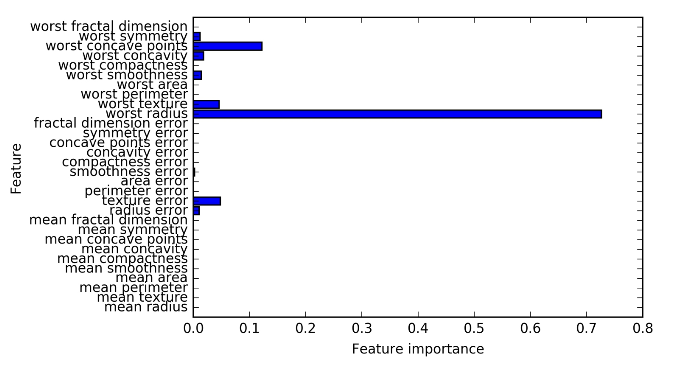 worst fractal dimension
worst symmetry
worst concave points
worst concavity
worst compactness
worst smoothness
worst area
worst perimeter
worst texture
worst radius
fractal dimension error
symmetry error
concave points error
concavity error
compactness error
smoothness error
area error
perimeter error
texture error
radius error
mean fractal dimension
mean symmetry
mean concave points
mean concavity
mean compactness
mean smoothness
mean area
mean perimeter
mean texture
mean radius
Feature
0.0 0.1 0.2 0.3 0.4 0.5 0.6 0.7 0.8
Feature importance